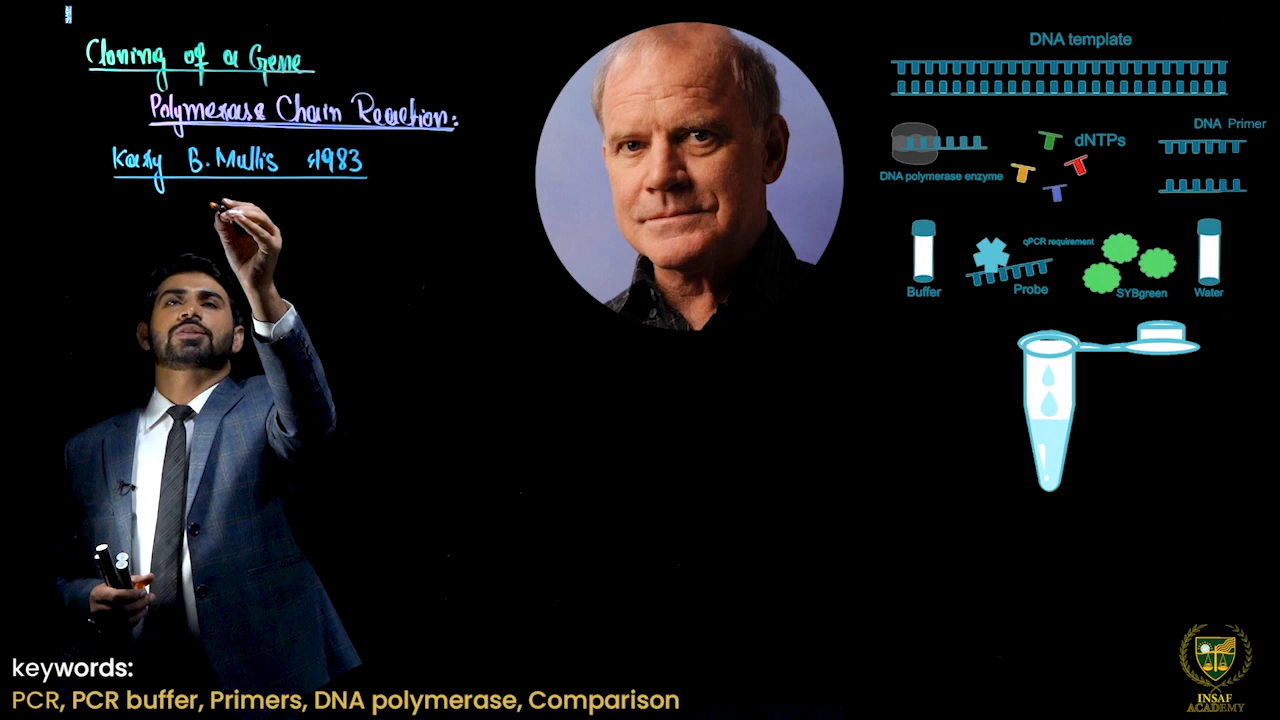 Cloning of a Gene
Polymerase Chain Reaction:
Kary B. Mullis 1983
DNA template
DNA Primer
dNTPs
DNA polymerase enzyme
qPCR requirement
Buffer
Probe
SYBgreen
Water
keywords:
PCR, PCR buffer, Primers, DNA polymerase, Comparison
INSAF
ACADEMY